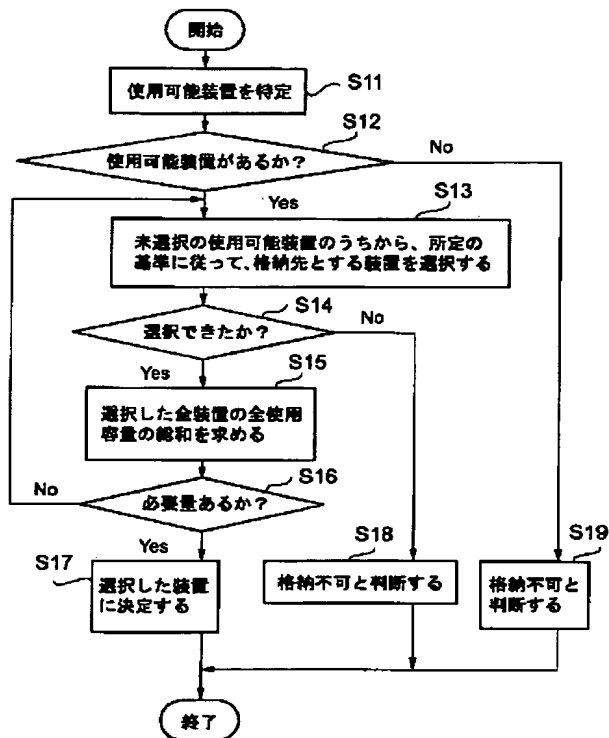 開始
使用可能装置を特定
S11
使用可能装置があるか？
S12
No
Yes
S13
未選択の使用可能装置のうちから、所定の
基準に従って、格納先とする装置を選択する
S14
選択できたか？
No
Yes
S15
選択した全装置の全使用
容量の総和を求める
S16
必要量あるか？
No
Yes
S17
選択した装置
に決定する
S18
格納不可と判断する
S19
格納不可と
判断する
終了